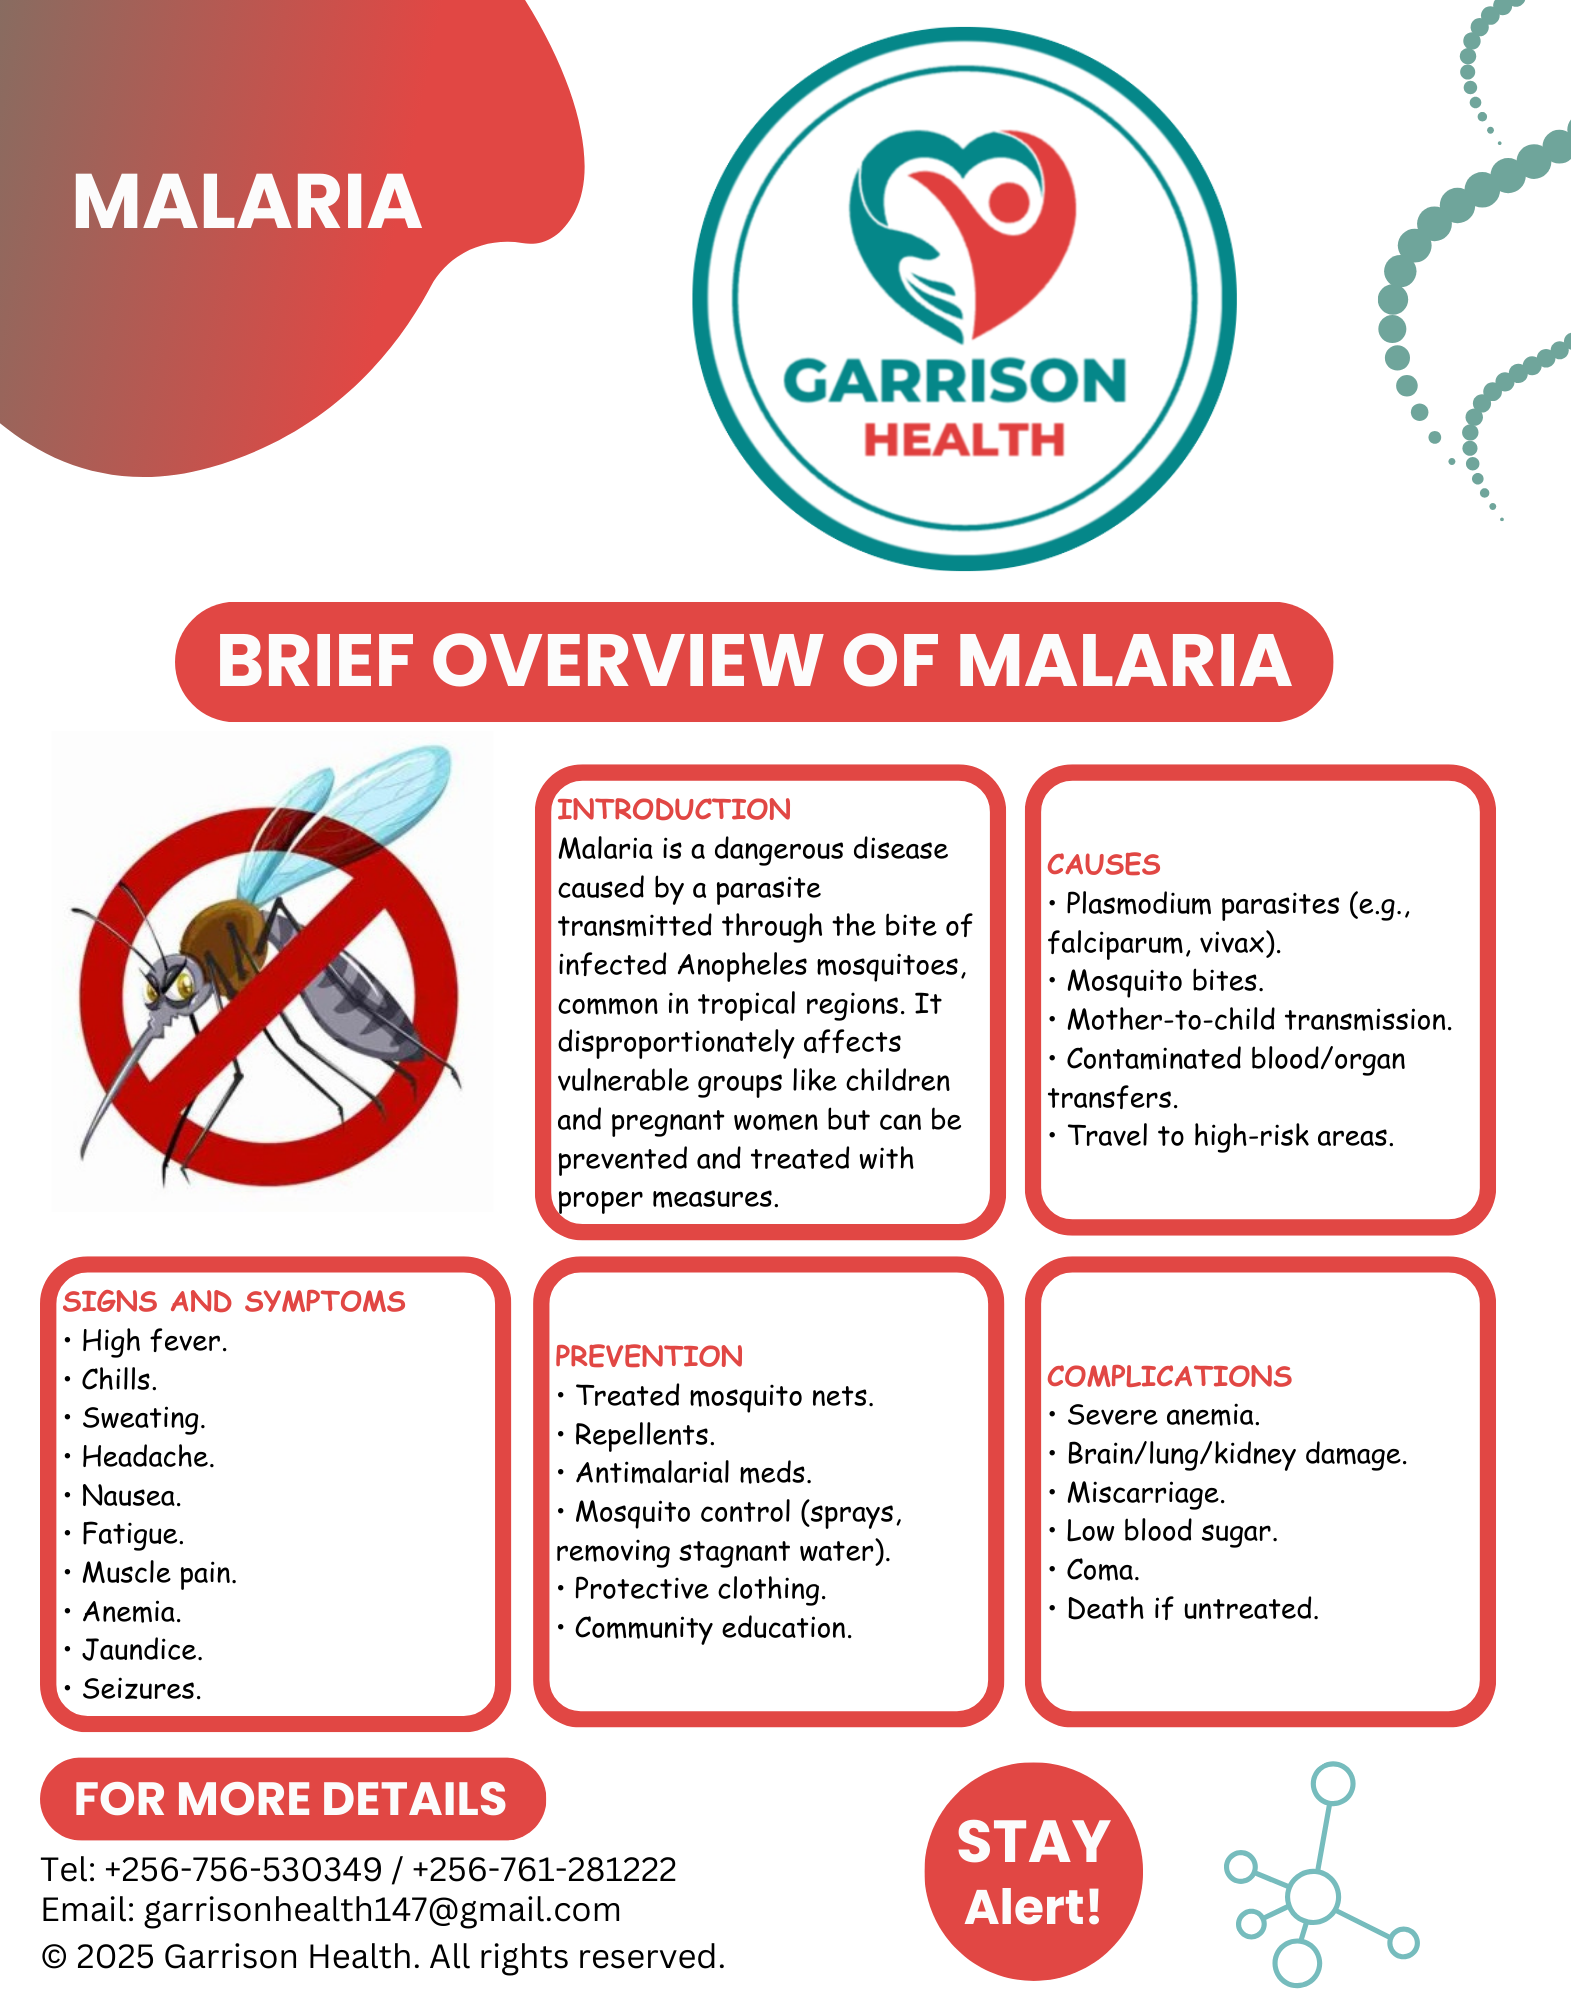 MALARIA
GARRISON
HEALTH
BRIEF OVERVIEW OF MALARIA
INTRODUCTION
Malaria is a dangerous disease
caused by a parasite
transmitted through the bite of
infected Anopheles mosquitoes,
common in tropical regions. It
disproportionately affects
vulnerable groups like children
and pregnant women but can be
prevented and treated with
proper measures.
CAUSES
• Plasmodium parasites (e.g.,
falciparum, vivax).
• Mosquito bites.
• Mother-to-child transmission.
• Contaminated blood/organ
transfers.
• Travel to high-risk areas.
SIGNS AND SYMPTOMS
• High fever.
• Chills.
• Sweating.
• Headache.
• Nausea.
• Fatigue.
• Muscle pain.
• Anemia.
• Jaundice.
• Seizures.
PREVENTION
• Treated mosquito nets.
• Repellents.
• Antimalarial meds.
• Mosquito control (sprays,
removing stagnant water).
• Protective clothing.
• Community education.
COMPLICATIONS
• Severe anemia.
• Brain/lung/kidney damage.
• Miscarriage.
• Low blood sugar.
• Coma.
• Death if untreated.
FOR MORE DETAILS
Tel: +256-756-530349 / +256-761-281222
Email: garrisonhealth147@gmail.com
© 2025 Garrison Health. All rights reserved.
STAY
Alert!